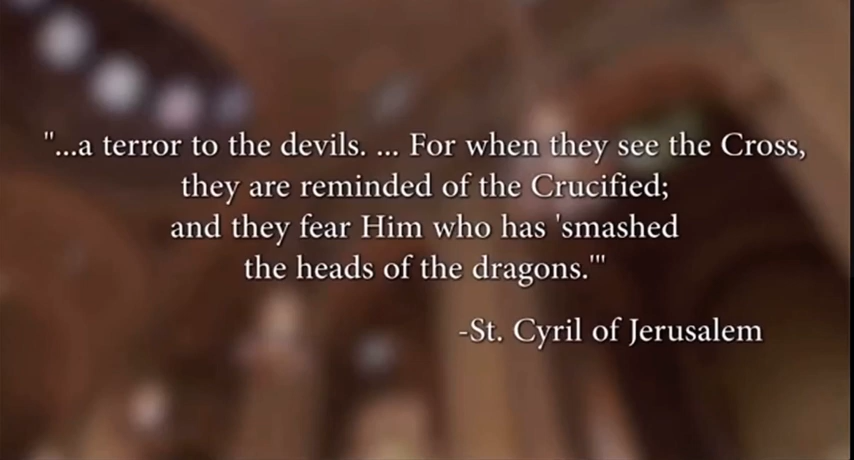 "...a terror to the devils. ... For when they see the Cross,
they are reminded of the Crucified;
and they fear Him who has 'smashed
the heads of the dragons.'"
-St. Cyril of Jerusalem